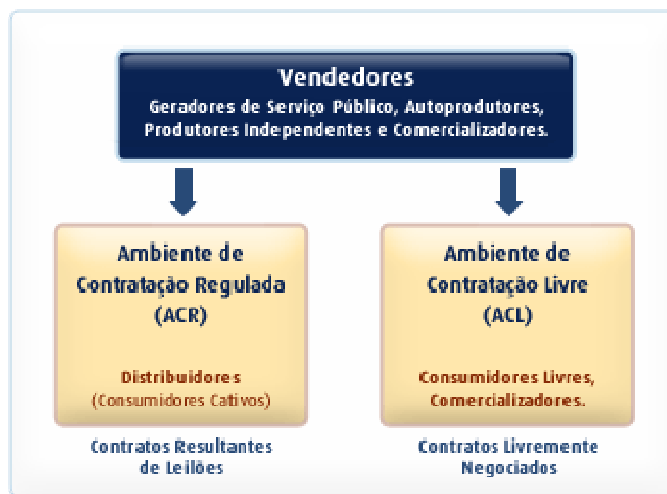 Vendedores
Geradores de Serviço Público, Autoprodutores,
Produtores Independentes e Comercializadores.
Ambiente de
Contratação Regulada
(ACR)
Distribuidores
(Consumidores Cativos)
Contratos Resultantes
de Leilões
Ambiente de
Contratação Livre
(ACL)
Consumidores Livres,
Comercializadores.
Contratos Livremente
Negociados